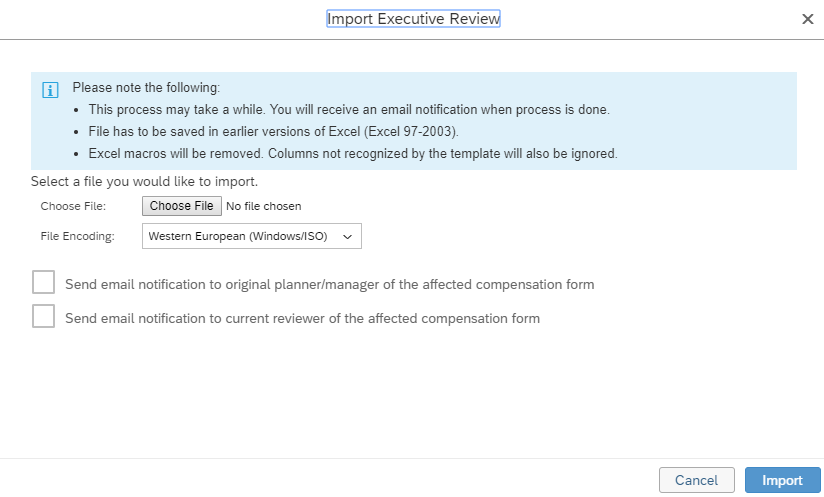 Import Executive Review
Please note the following:
• This process may take a while. You will receive an email notification when process is done.
• File has to be saved in earlier versions of Excel (Excel 97-2003).
• Excel macros will be removed. Columns not recognized by the template will also be ignored.
Select a file you would like to import.
Choose File: Choose File No file chosen
File Encoding: Western European (Windows/ISO)
Send email notification to original planner/manager of the affected compensation form
Send email notification to current reviewer of the affected compensation form
Cancel Import